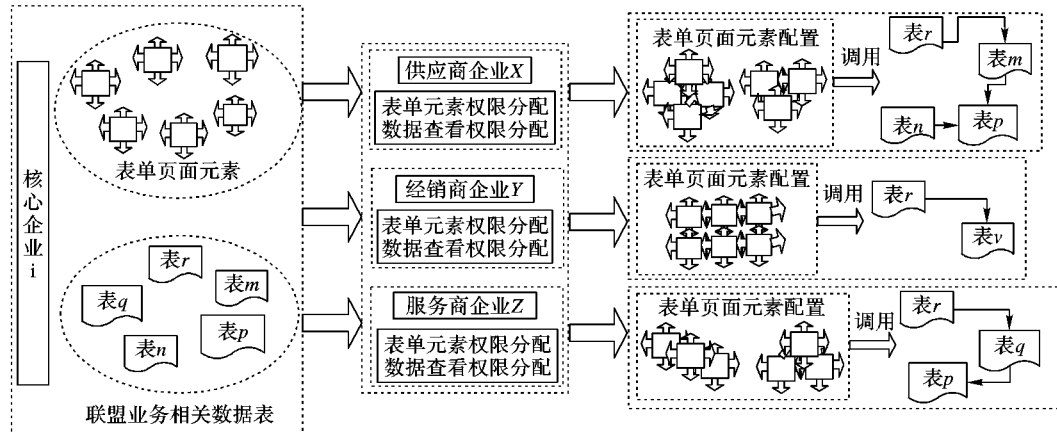 核心企业i
表单页面元素
表r
表m
表q
表p
表n
联盟业务相关数据表
供应商企业X
表单元素权限分配
数据查看权限分配
经销商企业Y
表单元素权限分配
数据查看权限分配
服务商企业Z
表单元素权限分配
数据查看权限分配
表单页面元素配置
调用
表r
表m
表n
表p
表单页面元素配置
调用
表r
表v
表单页面元素配置
调用
表r
表q
表p